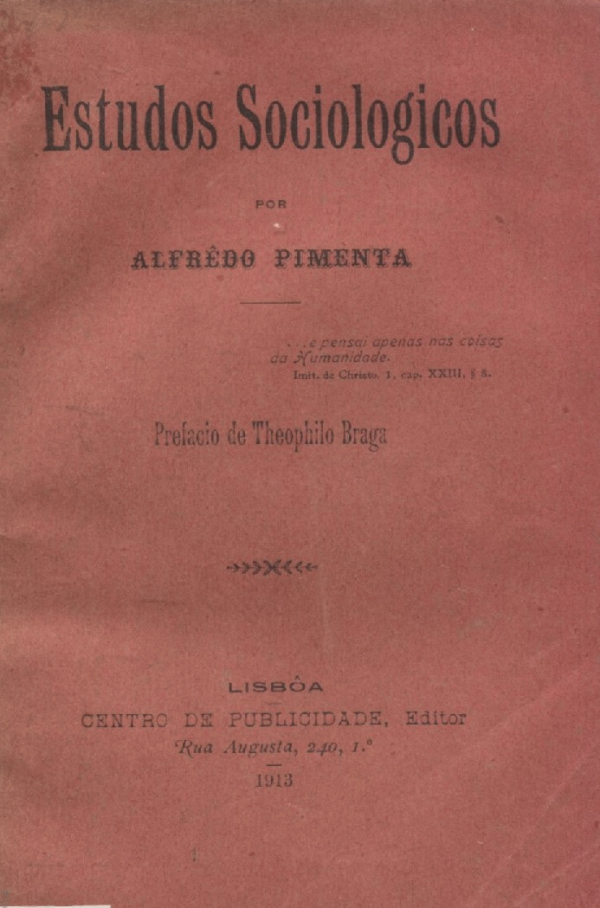 Estudos Sociologicos
POR
ALFRÊDO PIMENTA
...e pensai apenas nas coisas
da Humanidade.
Imit. de Christo. 1, cap. XXIII, § 8.
Prefacio de Theophilo Braga
LISBÔA
CENTRO DE PUBLICIDADE, Editor
Rua Augusta, 240, 1.º
1913